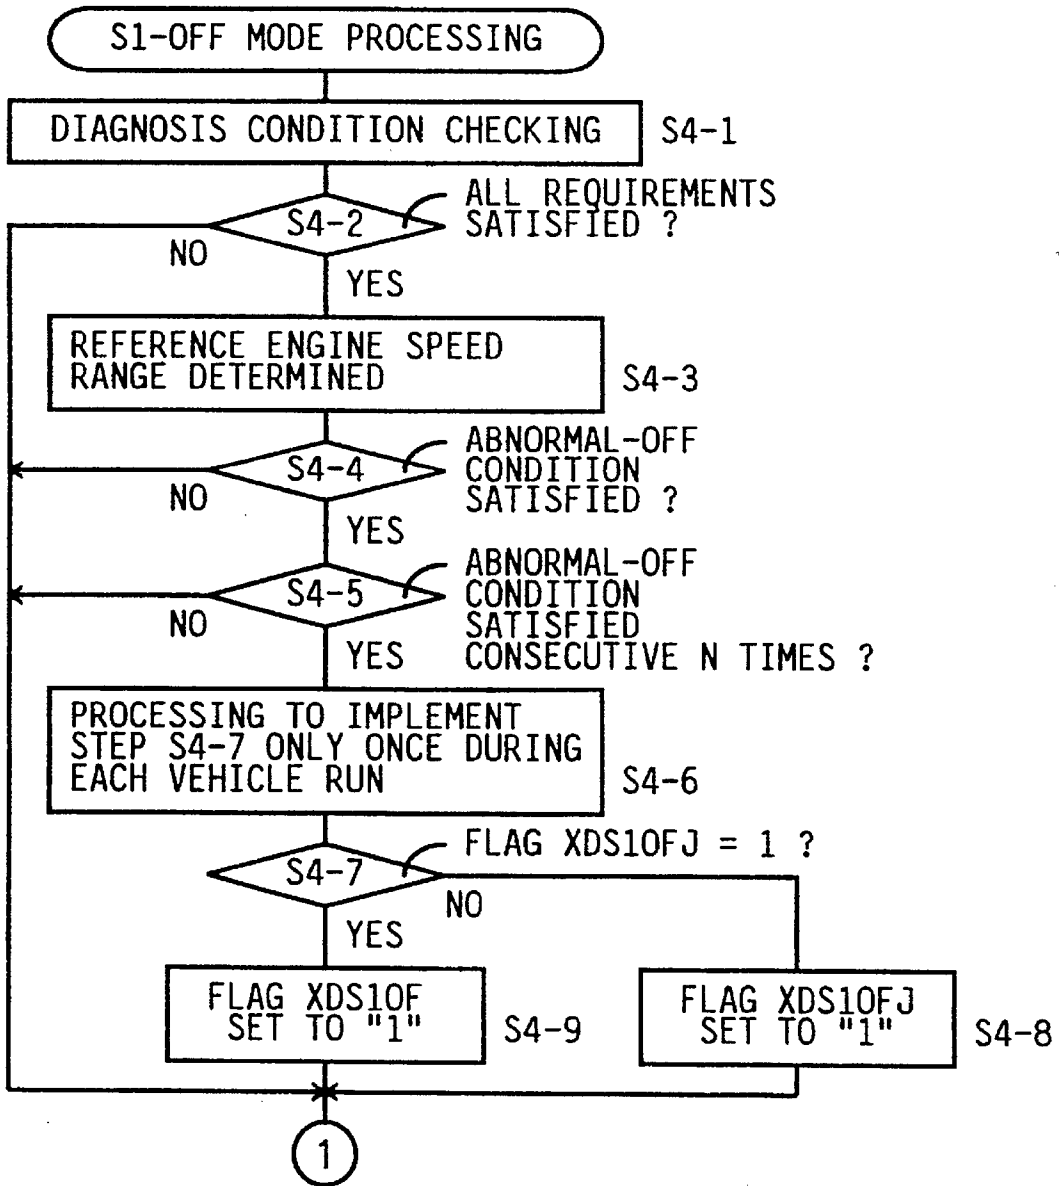 S1-OFF MODE PROCESSING
DIAGNOSIS CONDITION CHECKING
S4-1
S4-2
ALL REQUIREMENTS
SATISFIED ?
NO
YES
REFERENCE ENGINE SPEED
RANGE DETERMINED
S4-3
S4-4
ABNORMAL-OFF
CONDITION
SATISFIED ?
NO
YES
S4-5
ABNORMAL-OFF
CONDITION
SATISFIED
CONSECUTIVE N TIMES ?
NO
YES
PROCESSING TO IMPLEMENT
STEP S4-7 ONLY ONCE DURING
EACH VEHICLE RUN
S4-6
S4-7
FLAG XDS1OFJ = 1 ?
NO
YES
FLAG XDS1OF
SET TO "1"
S4-9
FLAG XDS1OFJ
SET TO "1"
S4-8
1